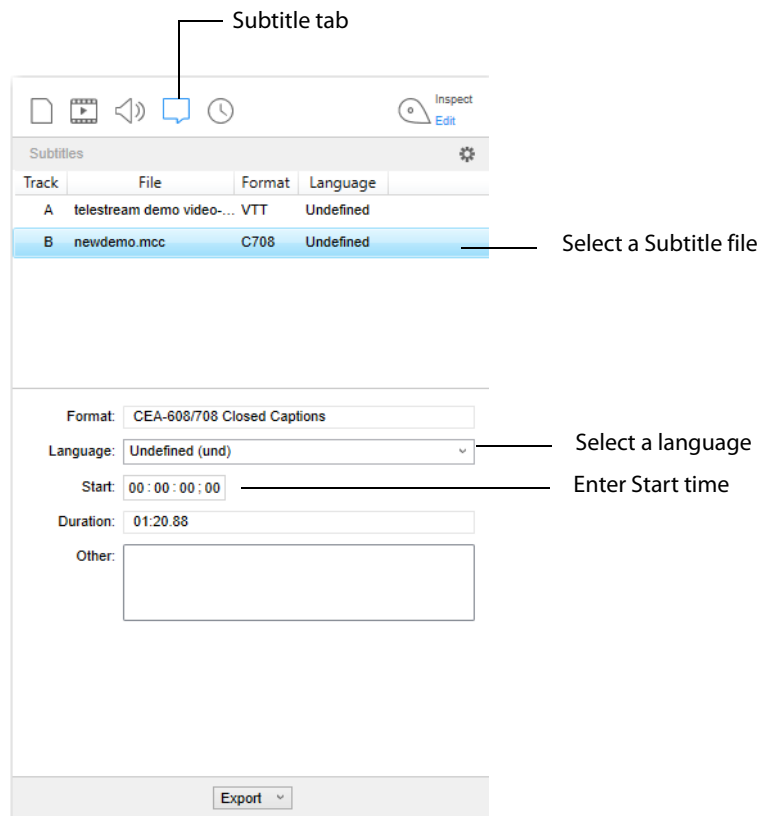 Subtitle tab
Inspect
Edit
Subtitles
Track File Format Language
A telestream demo video-... VTT Undefined
B newdemo.mcc C708 Undefined
Select a Subtitle file
Format: CEA-608/708 Closed Captions
Language: Undefined (und)
Select a language
Start: 00:00:00;00
Enter Start time
Duration: 01:20.88
Other:
Export